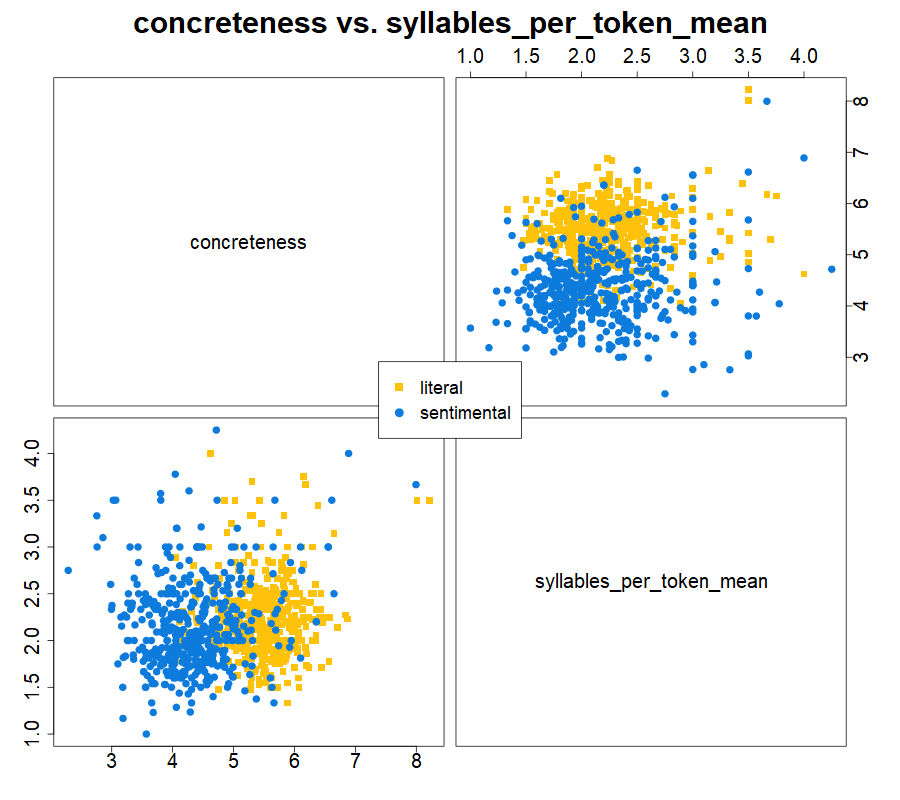 concreteness vs. syllables_per_token_mean
1.0 1.5 2.0 2.5 3.0 3.5 4.0
concreteness
3 4 5 6 7 8
literal
sentimental
1.0 1.5 2.0 2.5 3.0 3.5 4.0
syllables_per_token_mean
3 4 5 6 7 8